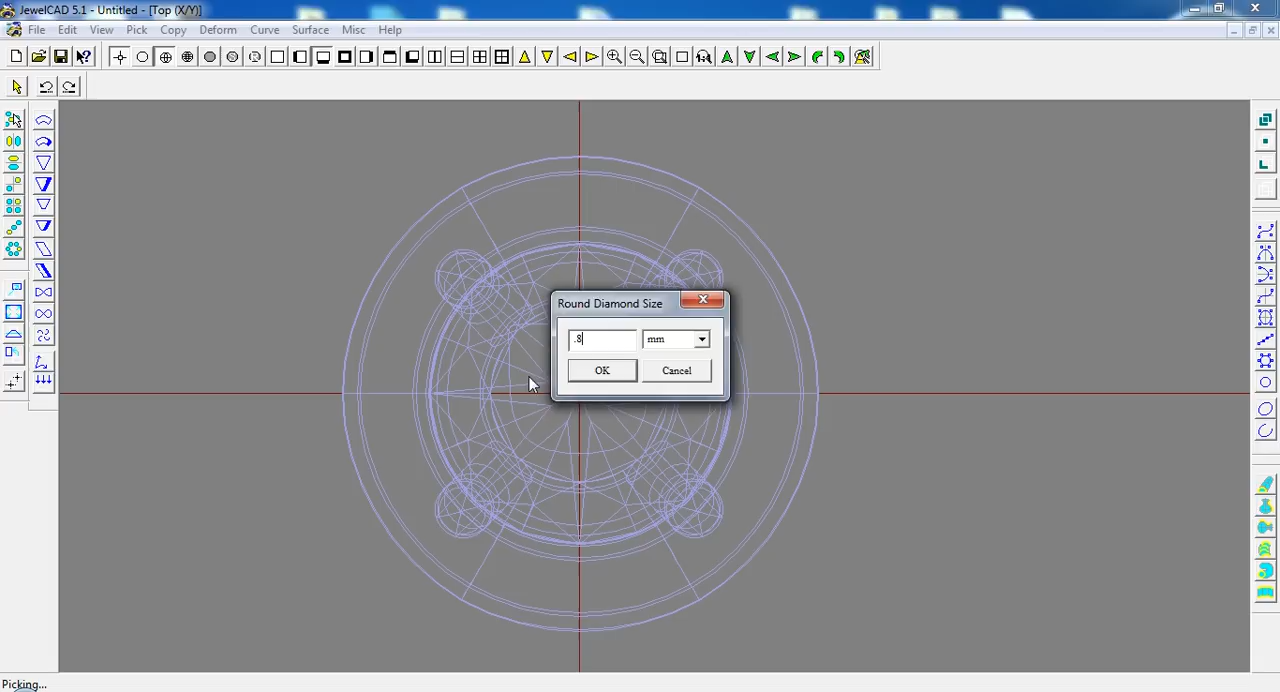 JewelCAD 5.1 - Untitled - [Top (X/Y)]
File Edit View Pick Copy Deform Curve Surface Misc Help
Round Diamond Size
.8 mm
OK Cancel
Picking...